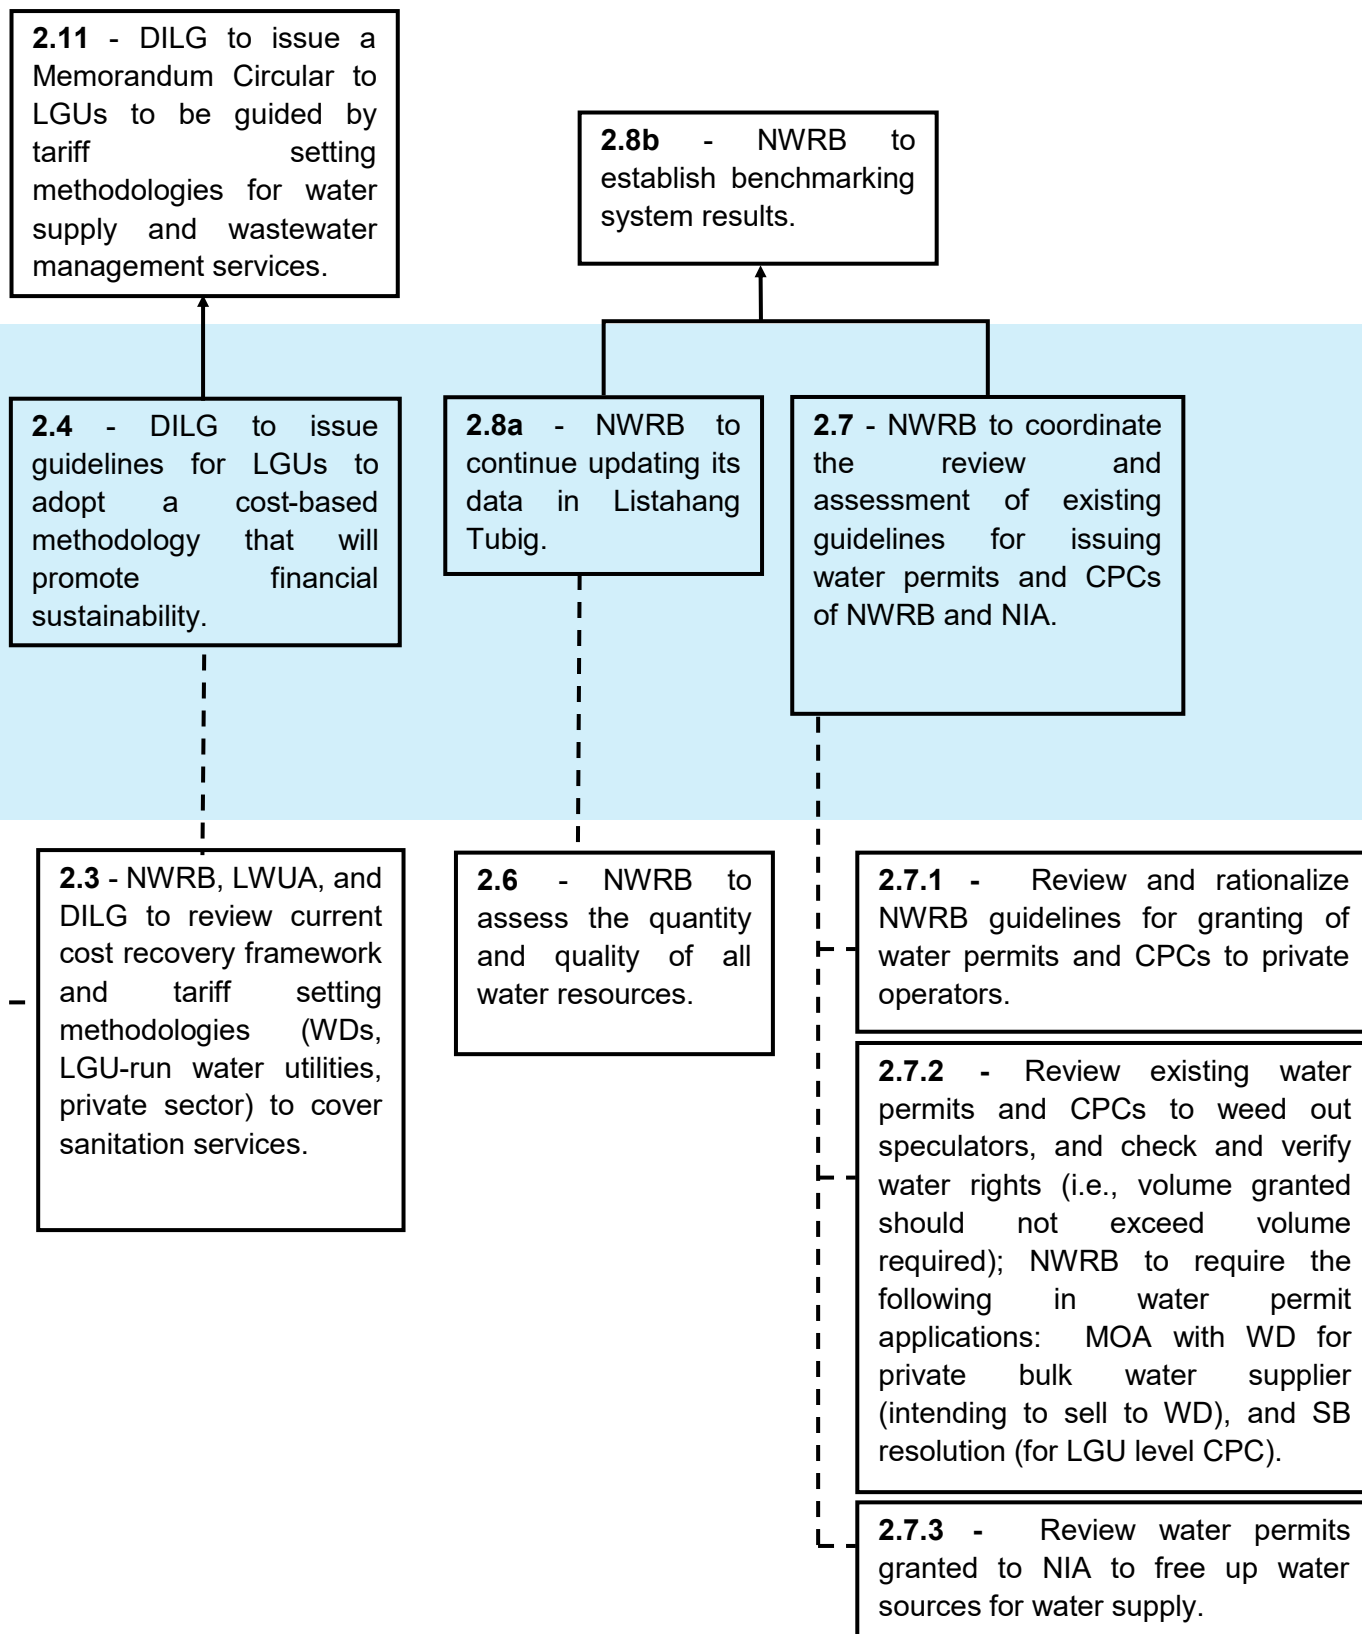 2.11 - DILG to issue a
Memorandum Circular to
LGUs to be guided by
tariff setting
methodologies for water
supply and wastewater
management services.
2.8b - NWRB to
establish benchmarking
system results.
2.4 - DILG to issue
guidelines for LGUs to
adopt a cost-based
methodology that will
promote financial
sustainability.
2.8a - NWRB to
continue updating its
data in Listahang
Tubig.
2.7 - NWRB to coordinate
the review and
assessment of existing
guidelines for issuing
water permits and CPCs
of NWRB and NIA.
2.3 - NWRB, LWUA, and
DILG to review current
cost recovery framework
and tariff setting
methodologies (WDs,
LGU-run water utilities,
private sector) to cover
sanitation services.
2.6 - NWRB to
assess the quantity
and quality of all
water resources.
2.7.1 - Review and rationalize
NWRB guidelines for granting of
water permits and CPCs to private
operators.
2.7.2 - Review existing water
permits and CPCs to weed out
speculators, and check and verify
water rights (i.e., volume granted
should not exceed volume
required); NWRB to require the
following in water permit
applications: MOA with WD for
private bulk water supplier
(intending to sell to WD), and SB
resolution (for LGU level CPC).
2.7.3 - Review water permits
granted to NIA to free up water
sources for water supply.